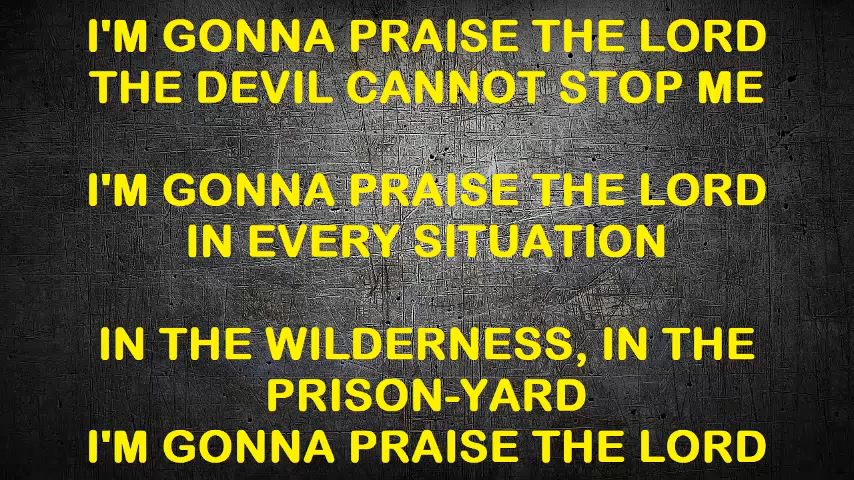 I'M GONNA PRAISE THE LORD
THE DEVIL CANNOT STOP ME
I'M GONNA PRAISE THE LORD
IN EVERY SITUATION
IN THE WILDERNESS, IN THE
PRISON-YARD
I'M GONNA PRAISE THE LORD